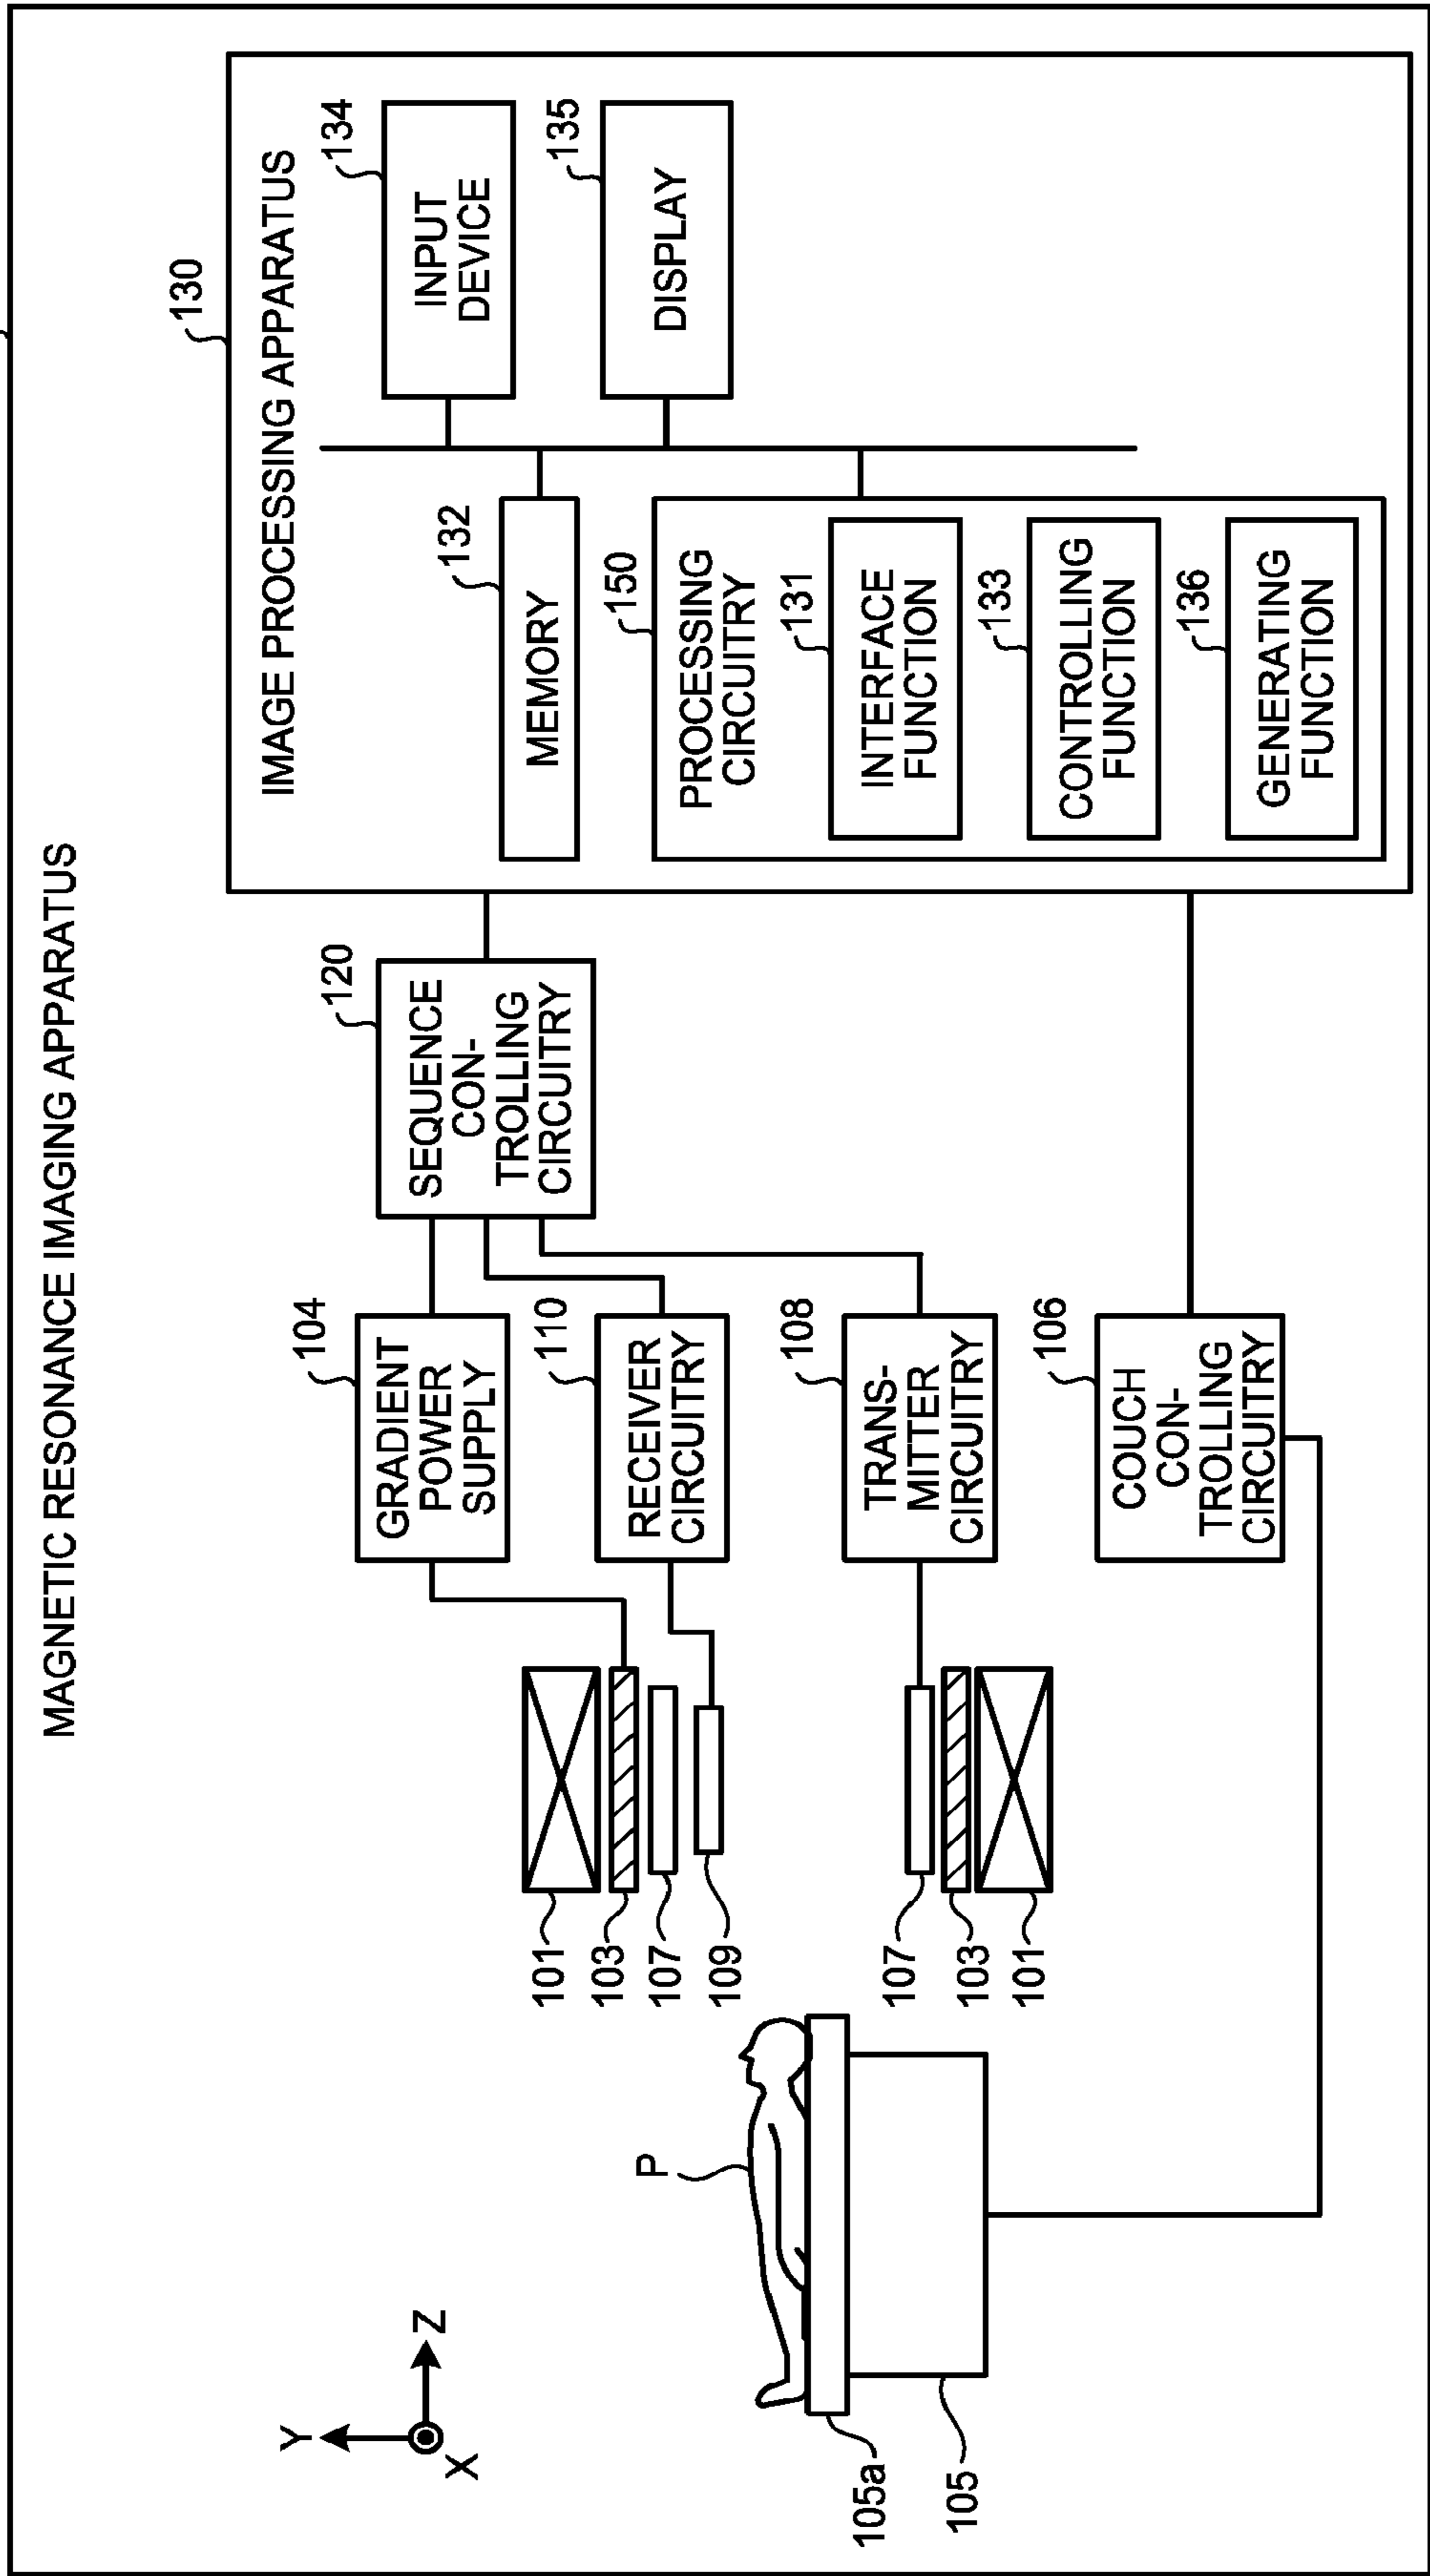 MAGNETIC RESONANCE IMAGING APPARATUS
130
IMAGE PROCESSING APPARATUS
134
INPUT
DEVICE
135
DISPLAY
132
MEMORY
150
PROCESSING
CIRCUITRY
131
INTERFACE
FUNCTION
133
CONTROLLING
FUNCTION
136
GENERATING
FUNCTION
120
SEQUENCE
CON-
TROLLING
CIRCUITRY
104
GRADIENT
POWER
SUPPLY
110
RECEIVER
CIRCUITRY
108
TRANS-
MITTER
CIRCUITRY
106
COUCH
CON-
TROLLING
CIRCUITRY
101
103
107
109
107
103
101
P
Y
Z
X
105a
105